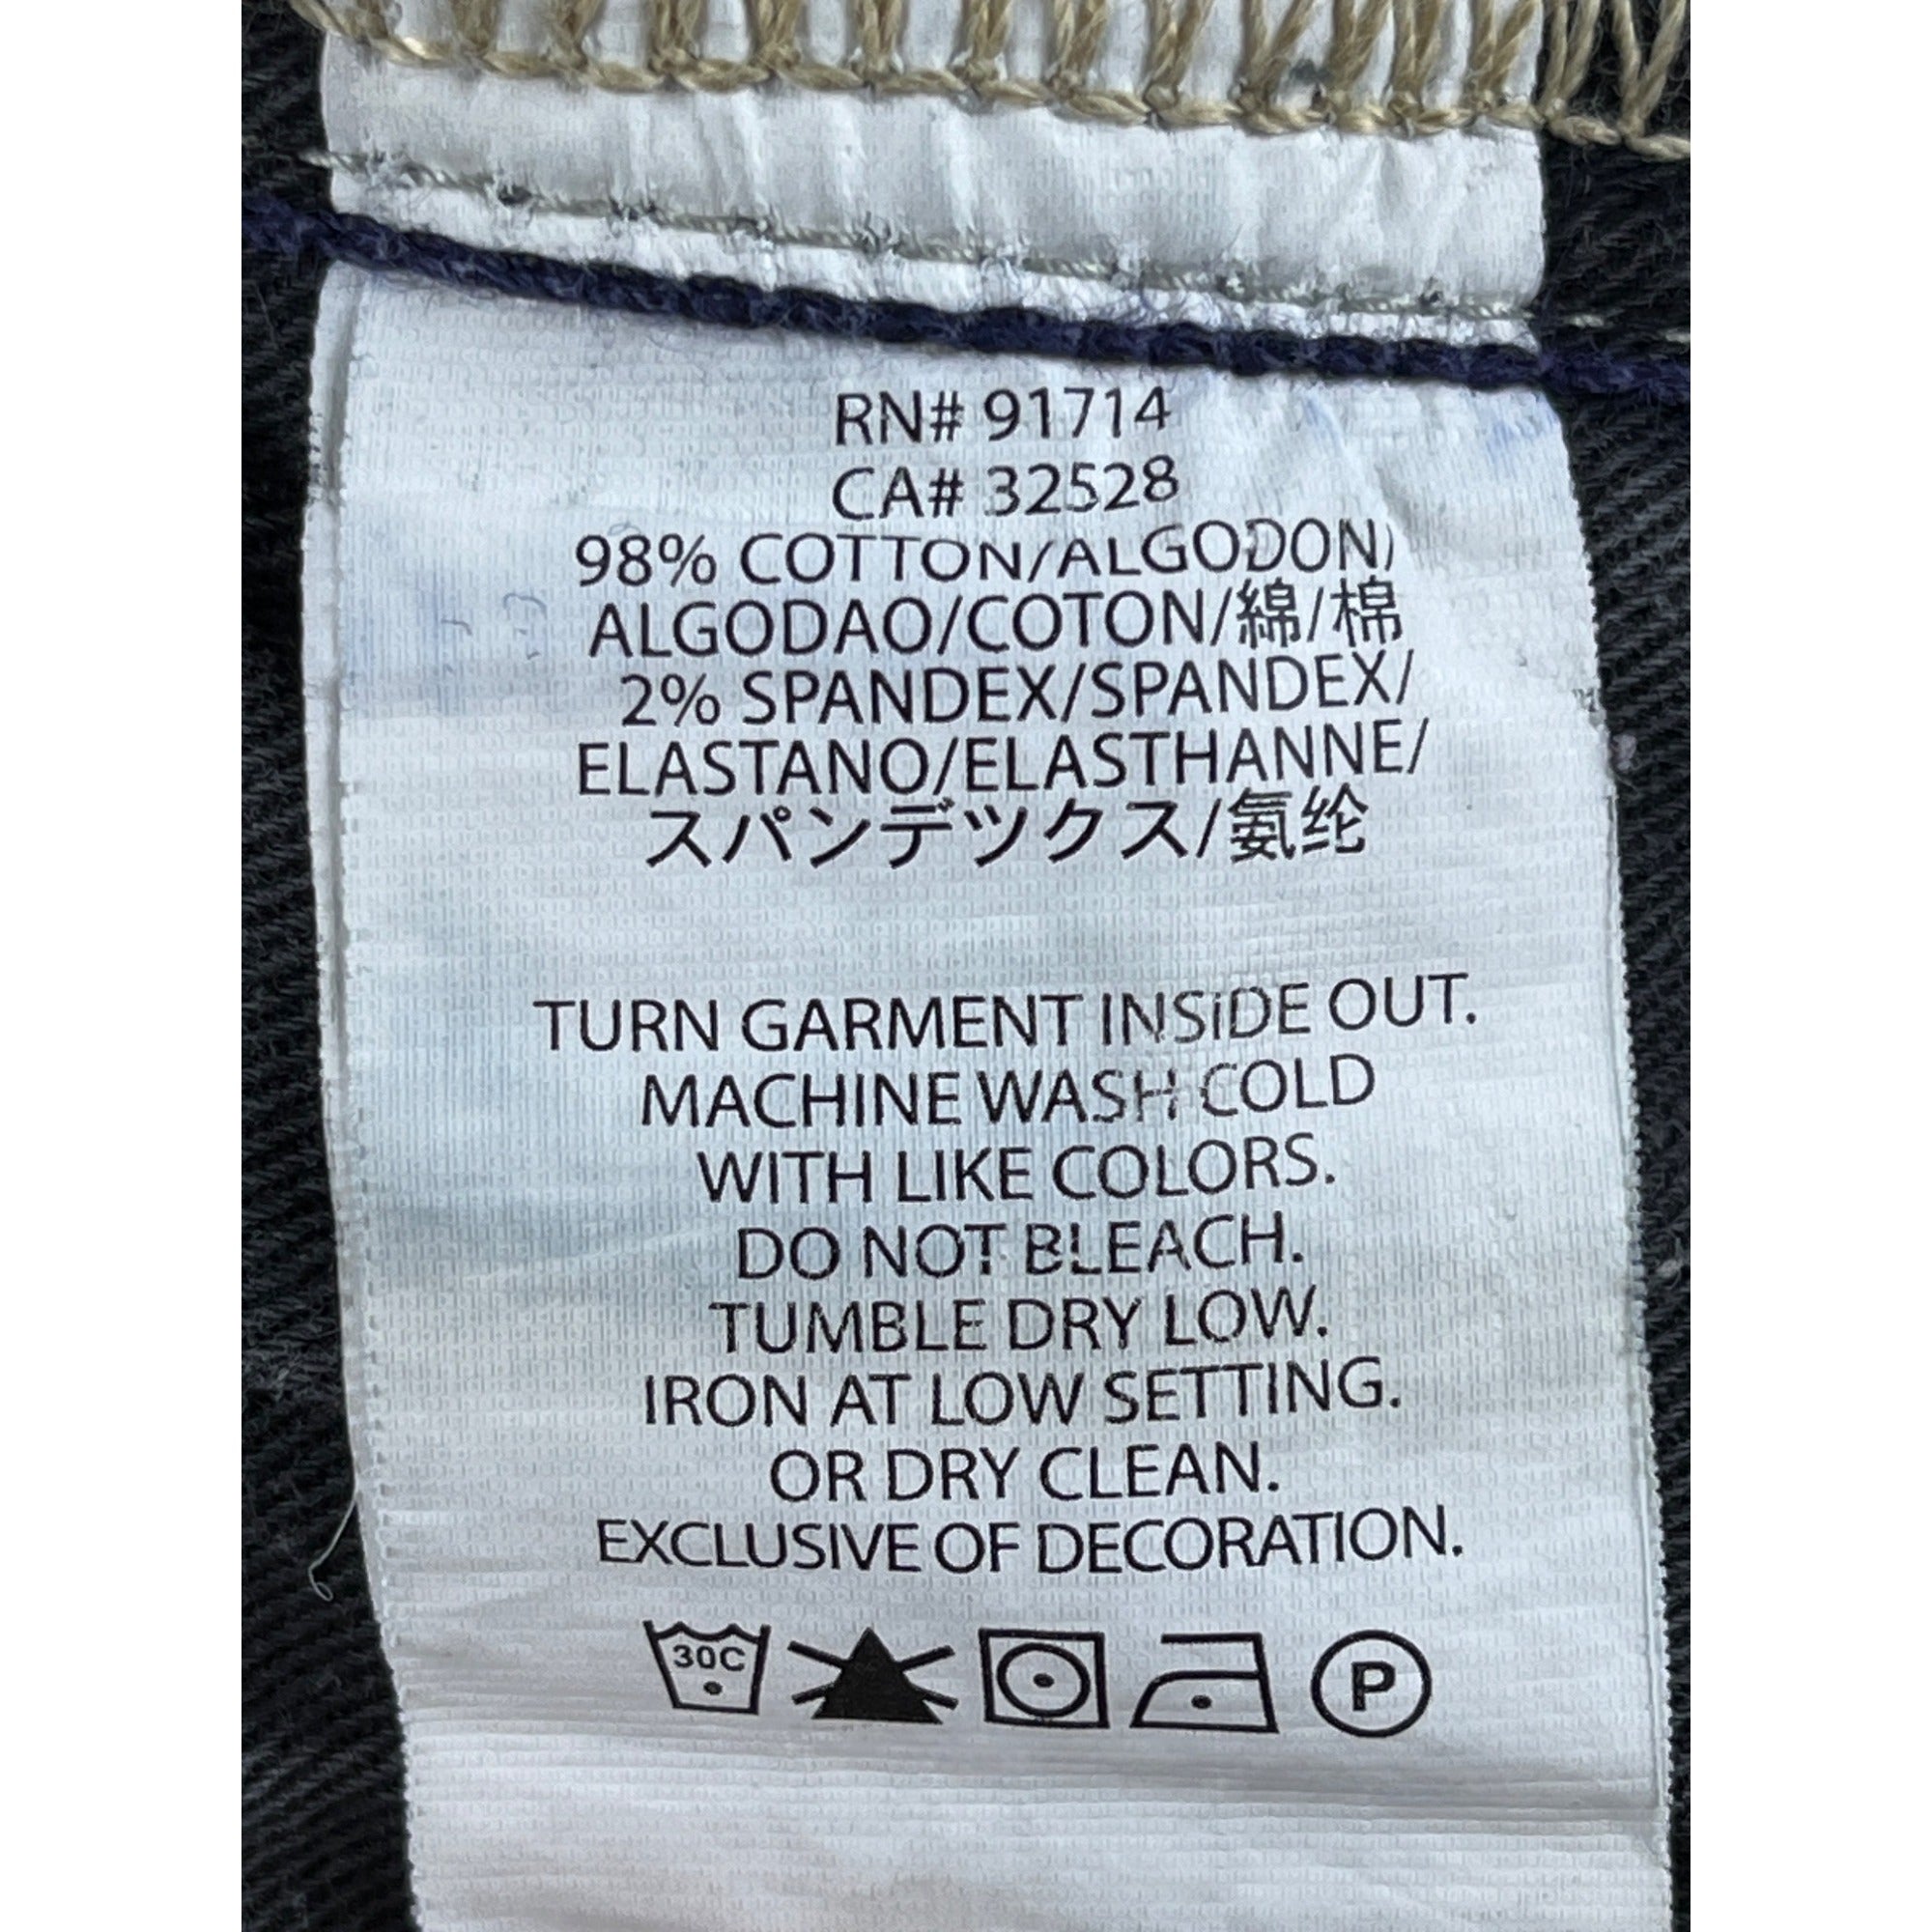 RN# 91714
CA# 32528
98% COTTON/ALGODON/
ALGODAO/COTON/綿/棉
2% SPANDEX/SPANDEX/
ELASTANO/ELASTHANNE/
スパンデツクス/氨纶
TURN GARMENT INSIDE OUT.
MACHINE WASH COLD
WITH LIKE COLORS.
DO NOT BLEACH.
TUMBLE DRY LOW.
IRON AT LOW SETTING.
OR DRY CLEAN.
EXCLUSIVE OF DECORATION.
30C P